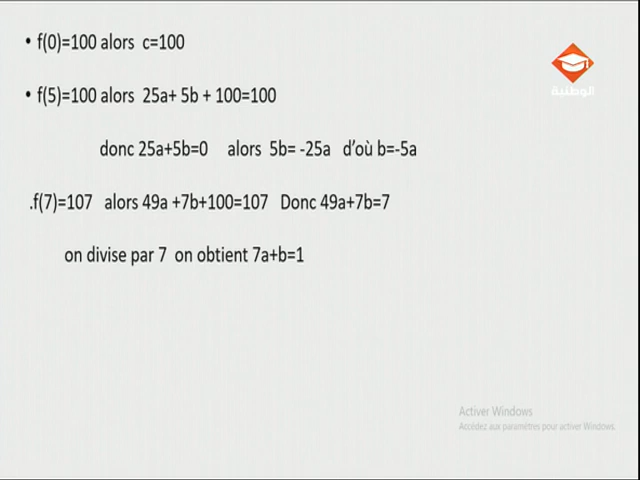 • f(0)=100 alors c=100
• f(5)=100 alors 25a+ 5b + 100=100
donc 25a+5b=0 alors 5b= -25a d'où b=-5a
.f(7)=107 alors 49a +7b+100=107 Donc 49a+7b=7
on divise par 7 on obtient 7a+b=1
الوطنية
Activer Windows
Accédez aux paramètres pour activer Windows.